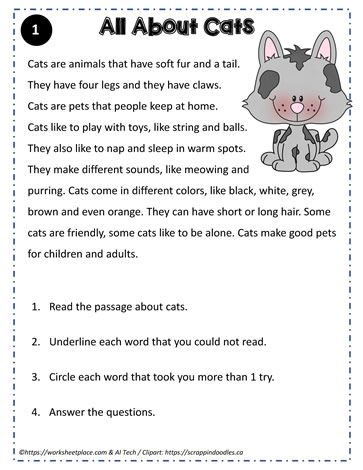 1
All About Cats
Cats are animals that have soft fur and a tail.
They have four legs and they have claws.
Cats are pets that people keep at home.
Cats like to play with toys, like string and balls.
They also like to nap and sleep in warm spots.
They make different sounds, like meowing and
purring. Cats come in different colors, like black, white, grey,
brown and even orange. They can have short or long hair. Some
cats are friendly, some cats like to be alone. Cats make good pets
for children and adults.
1. Read the passage about cats.
2. Underline each word that you could not read.
3. Circle each word that took you more than 1 try.
4. Answer the questions.
©https://worksheetplace.com & AI Tech / Clipart: https://scrappindoodles.ca